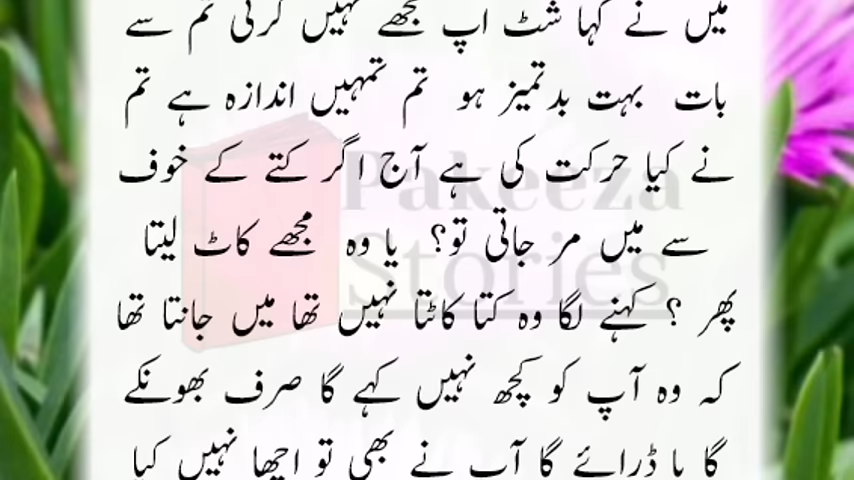 میں نے کہا شٹ اپ مجھے نہیں کرنی تم سے
بات بہت بدتمیز ہو تم تمہیں اندازہ ہے تم
نے کیا حرکت کی ہے آج اگر کتے کے خوف
سے میں مر جاتی تو؟ یا وہ مجھے کاٹ لیتا
پھر ؟ کہنے لگا وہ کتا کاٹتا نہیں تھا میں جانتا تھا
کہ وہ آپ کو کچھ نہیں کہے گا صرف بھونکے
گا یا ڈرائے گا آپ نے بھی تو اچھا نہیں کیا
Pakeeza
Stories